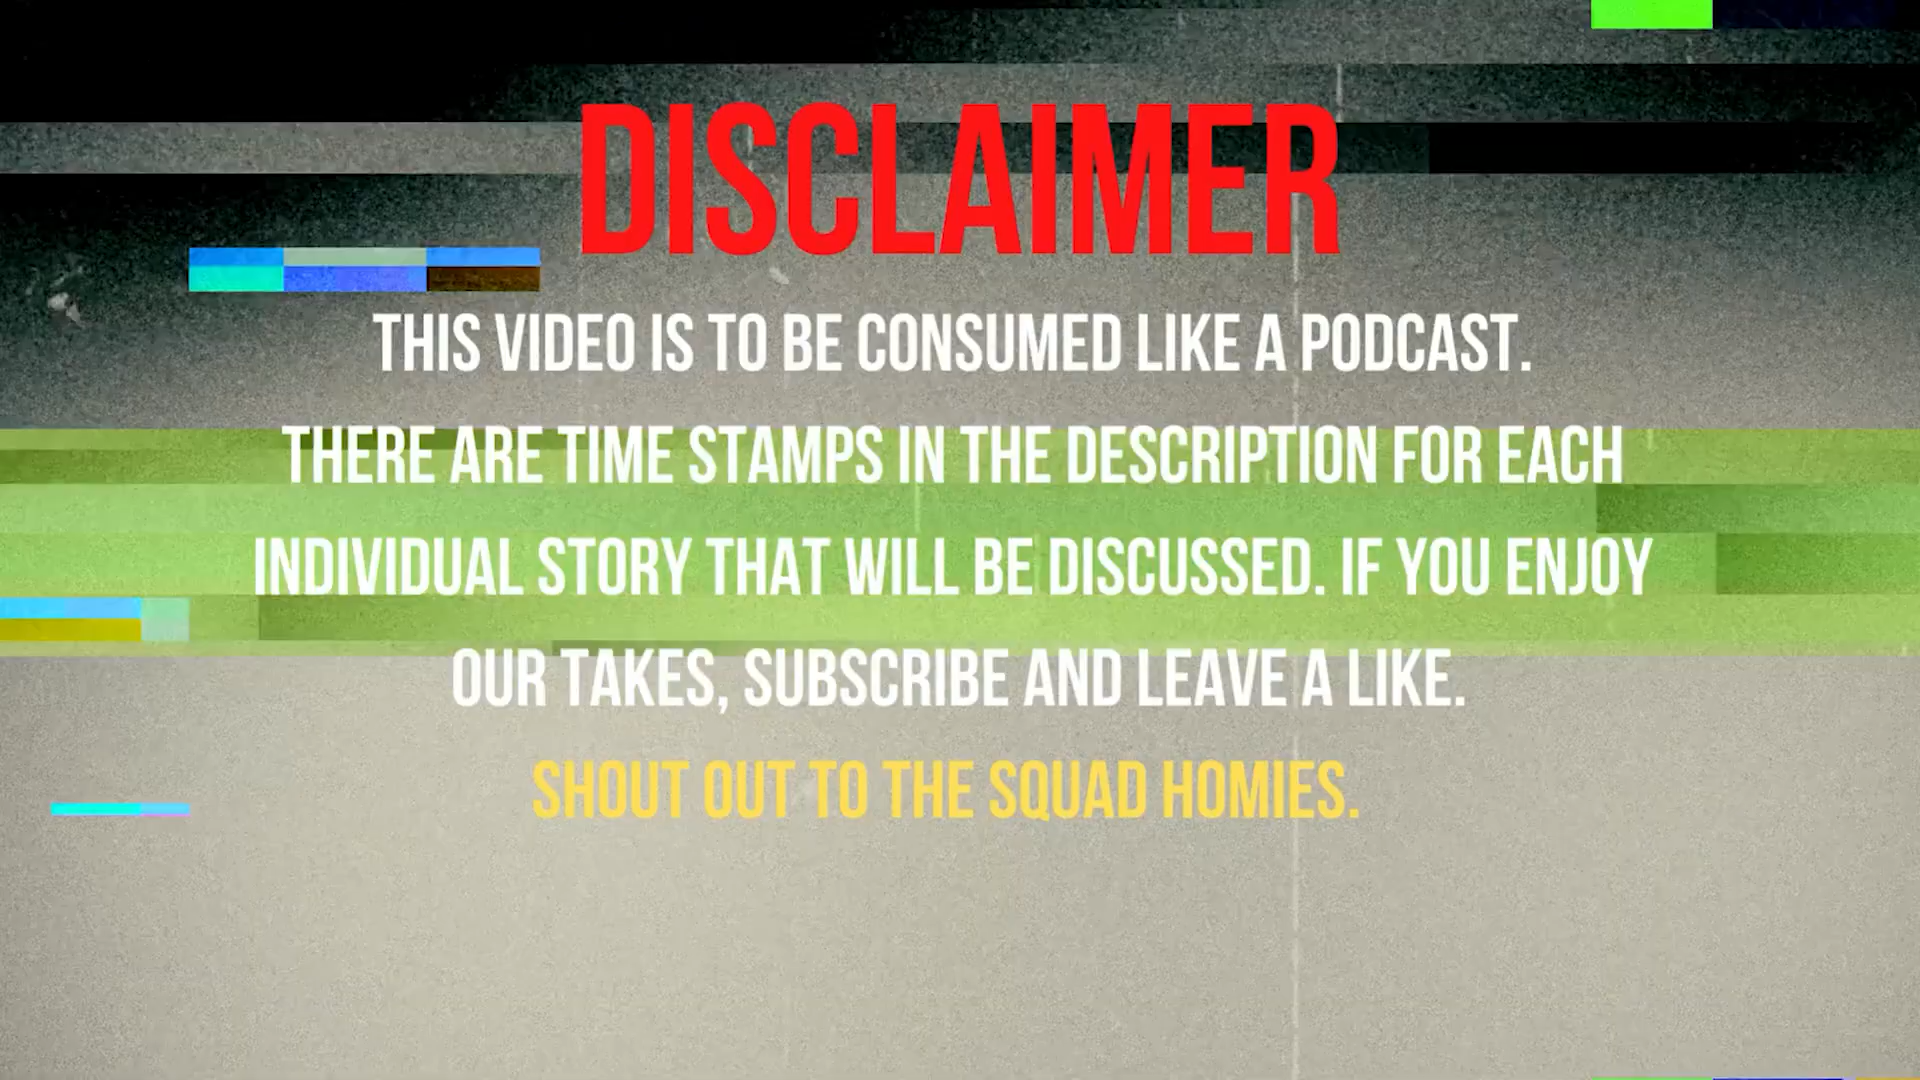 DISCLAIMER
THIS VIDEO IS TO BE CONSUMED LIKE A PODCAST.
THERE ARE TIME STAMPS IN THE DESCRIPTION FOR EACH
INDIVIDUAL STORY THAT WILL BE DISCUSSED. IF YOU ENJOY
OUR TAKES, SUBSCRIBE AND LEAVE A LIKE.
SHOUT OUT TO THE SQUAD HOMIES.